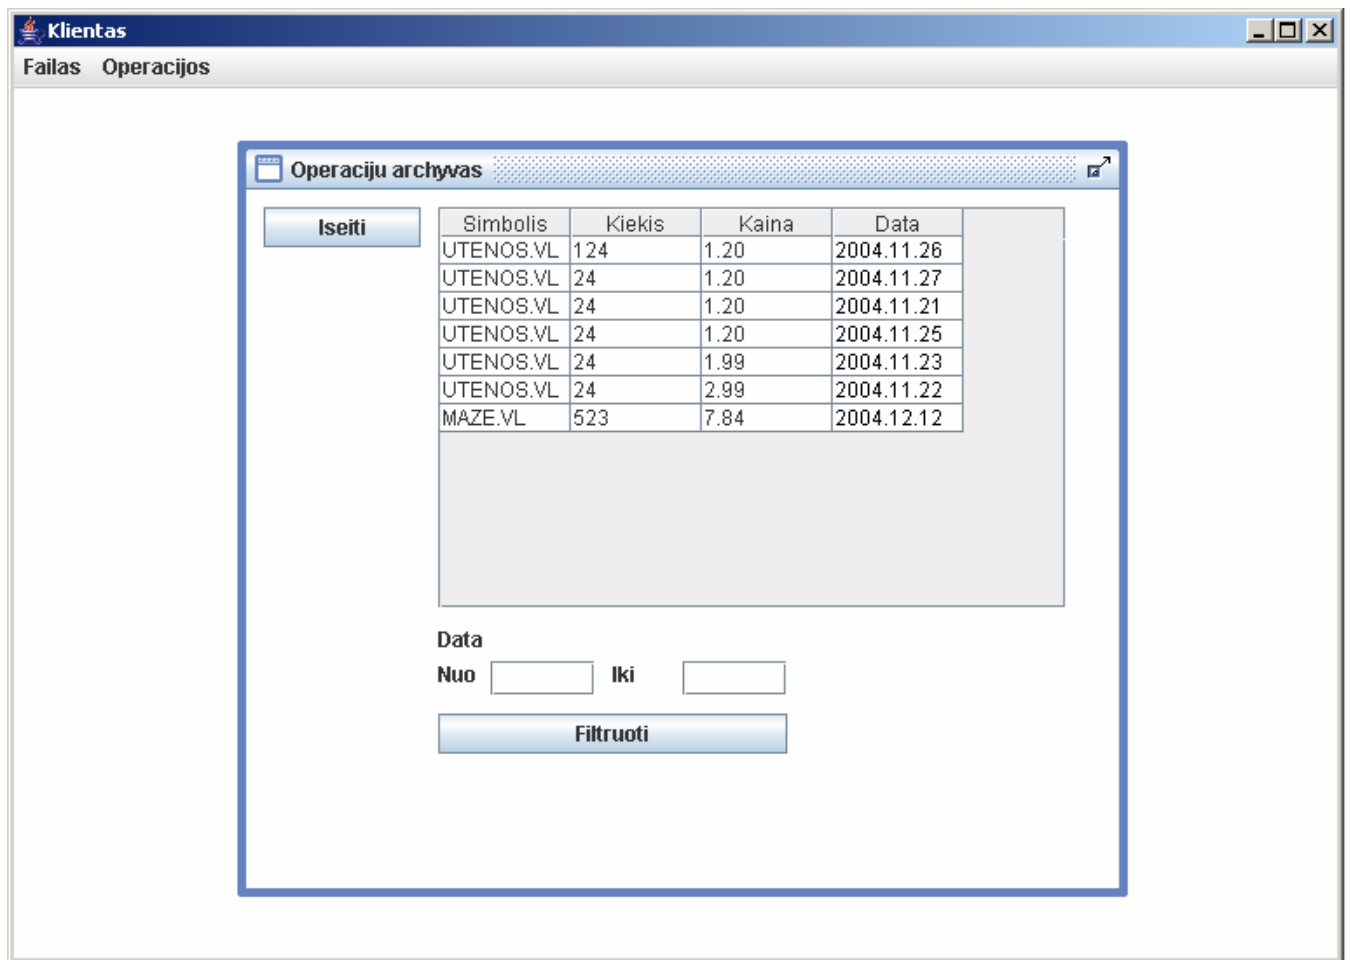 Klientas
Failas Operacijos
Operaciju archyvas
Iseiti
Simbolis Kiekis Kaina Data
UTENOS.VL 124 1.20 2004.11.26
UTENOS.VL 24 1.20 2004.11.27
UTENOS.VL 24 1.20 2004.11.21
UTENOS.VL 24 1.20 2004.11.25
UTENOS.VL 24 1.99 2004.11.23
UTENOS.VL 24 2.99 2004.11.22
MAZE.VL 523 7.84 2004.12.12
Data
Nuo Iki
Filtruoti